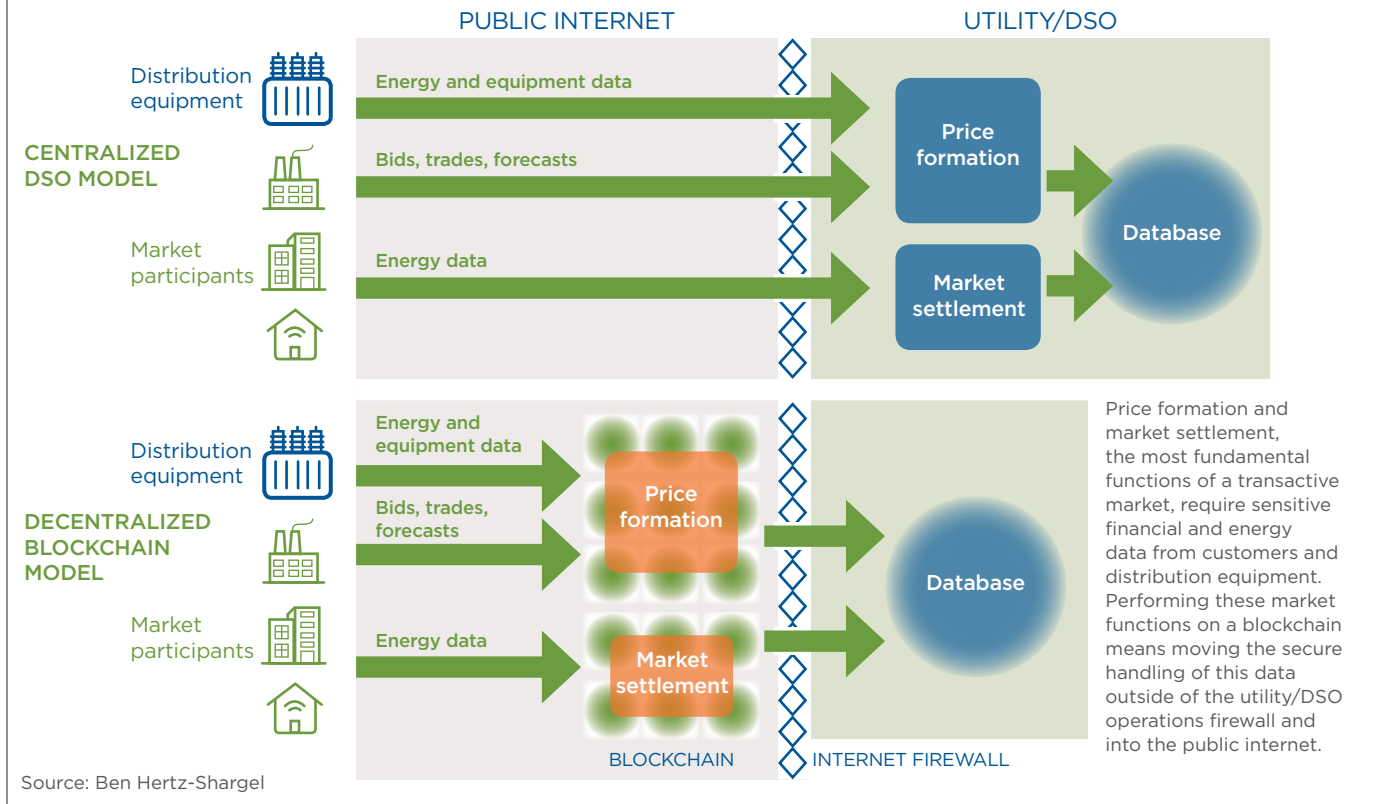 PUBLIC INTERNET
UTILITY/DSO
Distribution
equipment
CENTRALIZED
DSO MODEL
Market
participants
Energy and equipment data
Bids, trades, forecasts
Energy data
Price
formation
Market
settlement
Database
Distribution
equipment
DECENTRALIZED
BLOCKCHAIN
MODEL
Market
participants
Energy and
equipment data
Bids, trades,
forecasts
Energy data
Price
formation
Market
settlement
Database
BLOCKCHAIN
INTERNET FIREWALL
Price formation and
market settlement,
the most fundamental
functions of a transactive
market, require sensitive
financial and energy
data from customers and
distribution equipment.
Performing these market
functions on a blockchain
means moving the secure
handling of this data
outside of the utility/DSO
operations firewall and
into the public internet.
Source: Ben Hertz-Shargel